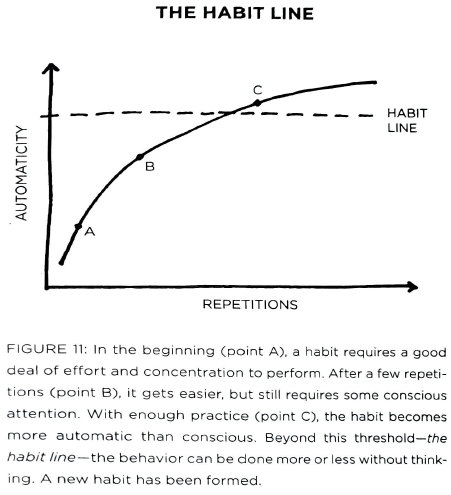 THE HABIT LINE
C
HABIT
LINE
B
A
AUTOMATICITY
REPETITIONS
FIGURE 11: In the beginning (point A), a habit requires a good
deal of effort and concentration to perform. After a few repeti-
tions (point B), it gets easier, but still requires some conscious
attention. With enough practice (point C), the habit becomes
more automatic than conscious. Beyond this threshold—the
habit line—the behavior can be done more or less without think-
ing. A new habit has been formed.